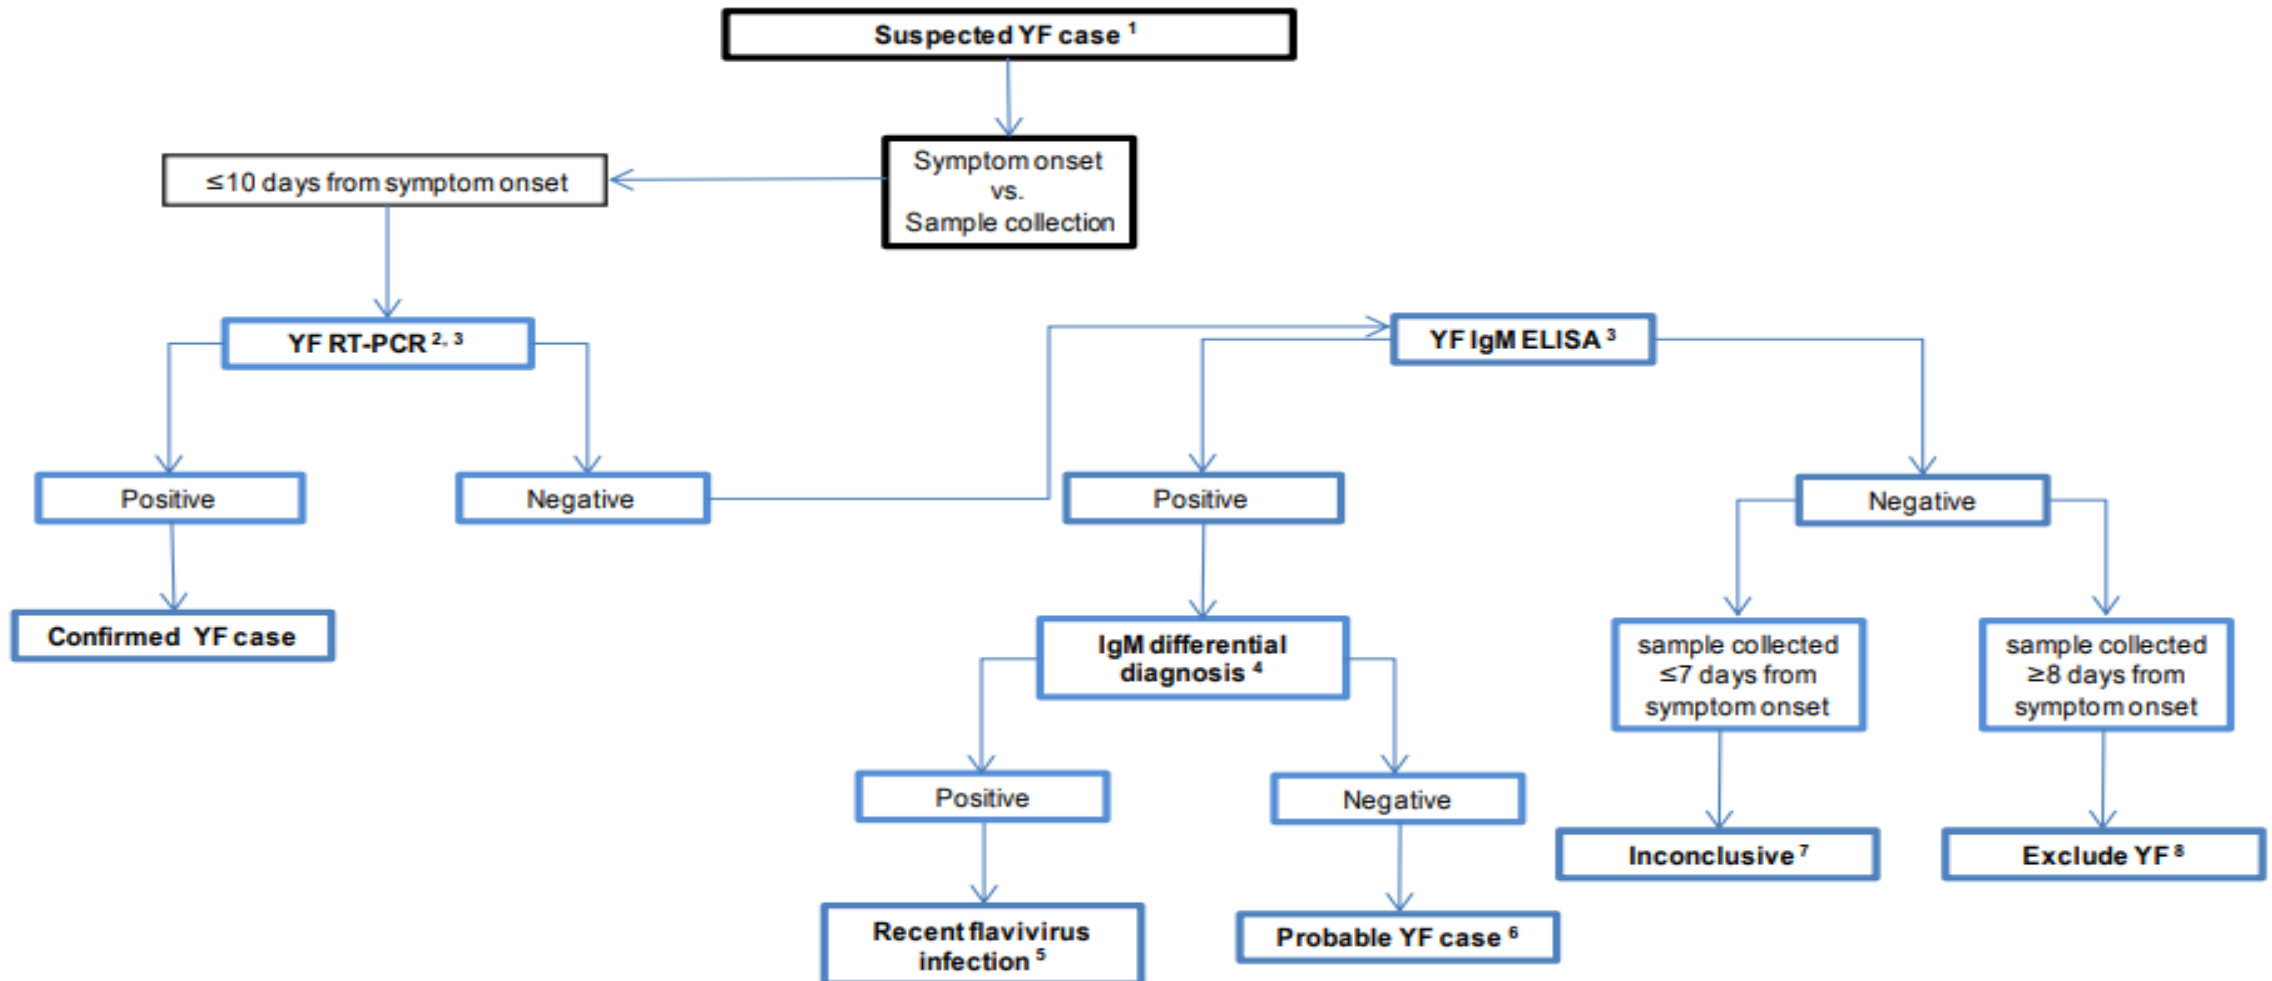 Suspected YF case 1
Symptom onset
vs.
Sample collection
≤10 days from symptom onset
YF RT-PCR 2, 3
YF IgM ELISA 3
Positive
Negative
Positive
Negative
Confirmed YF case
IgM differential
diagnosis 4
sample collected
≤7 days from
symptom onset
sample collected
≥8 days from
symptom onset
Positive
Negative
Inconclusive 7
Exclude YF 8
Recent flavivirus
infection 5
Probable YF case 6